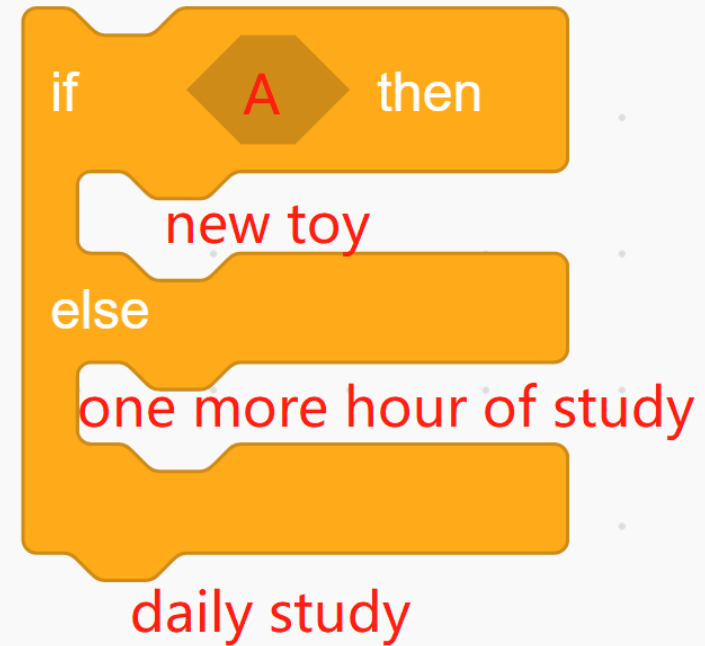 if A then
new toy
else
one more hour of study
daily study